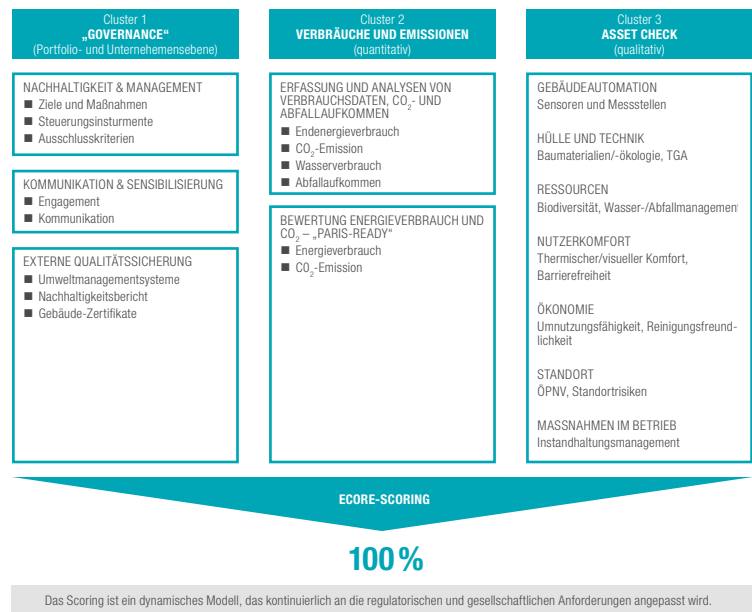 Cluster 1
„GOVERNANCE“
(Portfolio- und Unternehemensebene)
NACHHALTIGKEIT & MANAGEMENT
■ Ziele und Maßnahmen
■ Steuerungsinsturmente
■ Ausschlusskriterien
KOMMUNIKATION & SENSIBILISIERUNG
■ Engagement
■ Kommunikation
EXTERNE QUALITÄTSSICHERUNG
■ Umweltmanagementsysteme
■ Nachhaltigkeitsbericht
■ Gebäude-Zertifikate
Cluster 2
VERBRÄUCHE UND EMISSIONEN
(quantitativ)
ERFASSUNG UND ANALYSEN VON
VERBRAUCHSDATEN, CO₂- UND
ABFALLAUFKOMMEN
■ Endenergieverbrauch
■ CO₂-Emission
■ Wasserverbrauch
■ Abfallaufkommen
BEWERTUNG ENERGIEVERBRAUCH UND
CO₂ – „PARIS-READY“
■ Energieverbrauch
■ CO₂-Emission
Cluster 3
ASSET CHECK
(qualitativ)
GEBÄUDEAUTOMATION
Sensoren und Messstellen
HÜLLE UND TECHNIK
Baumaterialien/-ökologie, TGA
RESSOURCEN
Biodiversität, Wasser-/Abfallmanagement
NUTZERKOMFORT
Thermischer/visueller Komfort,
Barrierefreiheit
ÖKONOMIE
Umnutzungsfähigkeit, Reinigungsfreund-
lichkeit
STANDORT
ÖPNV, Standortrisiken
MASSNAHMEN IM BETRIEB
Instandhaltungsmanagement
ECORE-SCORING
100 %
Das Scoring ist ein dynamisches Modell, das kontinuierlich an die regulatorischen und gesellschaftlichen Anforderungen angepasst wird.